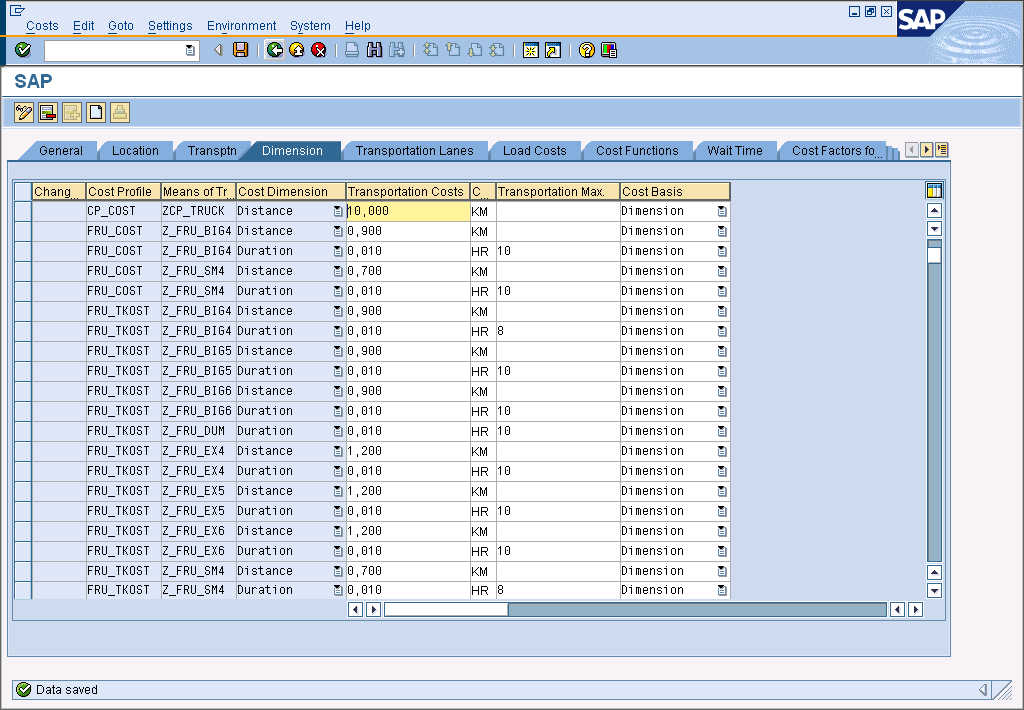 Costs Edit Goto Settings Environment System Help
SAP
SAP
General Location Transptn Dimension Transportation Lanes Load Costs Cost Functions Wait Time Cost Factors fo...
Chang... Cost Profile Means of Tr... Cost Dimension Transportation Costs C... Transportation Max. Cost Basis
CP_COST ZCP_TRUCK Distance 10,000 KM Dimension
FRU_COST Z_FRU_BIG4 Distance 0,900 KM Dimension
FRU_COST Z_FRU_BIG4 Duration 0,010 HR 10 Dimension
FRU_COST Z_FRU_SM4 Distance 0,700 KM Dimension
FRU_COST Z_FRU_SM4 Duration 0,010 HR 10 Dimension
FRU_TKOST Z_FRU_BIG4 Distance 0,900 KM Dimension
FRU_TKOST Z_FRU_BIG4 Duration 0,010 HR 8 Dimension
FRU_TKOST Z_FRU_BIG5 Distance 0,900 KM Dimension
FRU_TKOST Z_FRU_BIG5 Duration 0,010 HR 10 Dimension
FRU_TKOST Z_FRU_BIG6 Distance 0,900 KM Dimension
FRU_TKOST Z_FRU_BIG6 Duration 0,010 HR 10 Dimension
FRU_TKOST Z_FRU_DUM Duration 0,010 HR 10 Dimension
FRU_TKOST Z_FRU_EX4 Distance 1,200 KM Dimension
FRU_TKOST Z_FRU_EX4 Duration 0,010 HR 10 Dimension
FRU_TKOST Z_FRU_EX5 Distance 1,200 KM Dimension
FRU_TKOST Z_FRU_EX5 Duration 0,010 HR 10 Dimension
FRU_TKOST Z_FRU_EX6 Distance 1,200 KM Dimension
FRU_TKOST Z_FRU_EX6 Duration 0,010 HR 10 Dimension
FRU_TKOST Z_FRU_SM4 Distance 0,700 KM Dimension
FRU_TKOST Z_FRU_SM4 Duration 0,010 HR 8 Dimension
Data saved